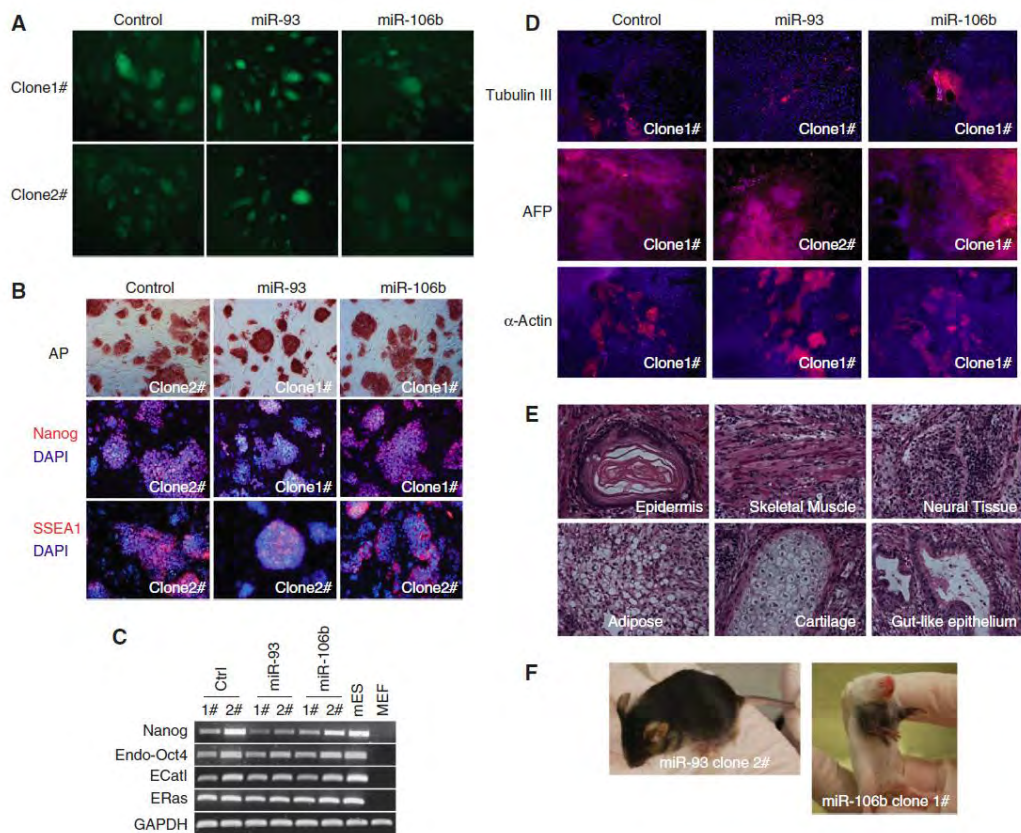 A
Control miR-93 miR-106b
Clone1#
Clone2#
B
Control miR-93 miR-106b
AP
Clone2# Clone1# Clone1#
Nanog
DAPI
Clone2# Clone1# Clone1#
SSEA1
DAPI
Clone2# Clone2# Clone2#
C
Ctrl miR-93 miR-106b mES MEF
1# 2# 1# 2# 1# 2#
Nanog
Endo-Oct4
ECatI
ERas
GAPDH
D
Control miR-93 miR-106b
Tubulin III
Clone1# Clone1# Clone1#
AFP
Clone1# Clone2# Clone1#
α-Actin
Clone1# Clone1# Clone1#
E
Epidermis Skeletal Muscle Neural Tissue
Adipose Cartilage Gut-like epithelium
F
miR-93 clone 2#
miR-106b clone 1#